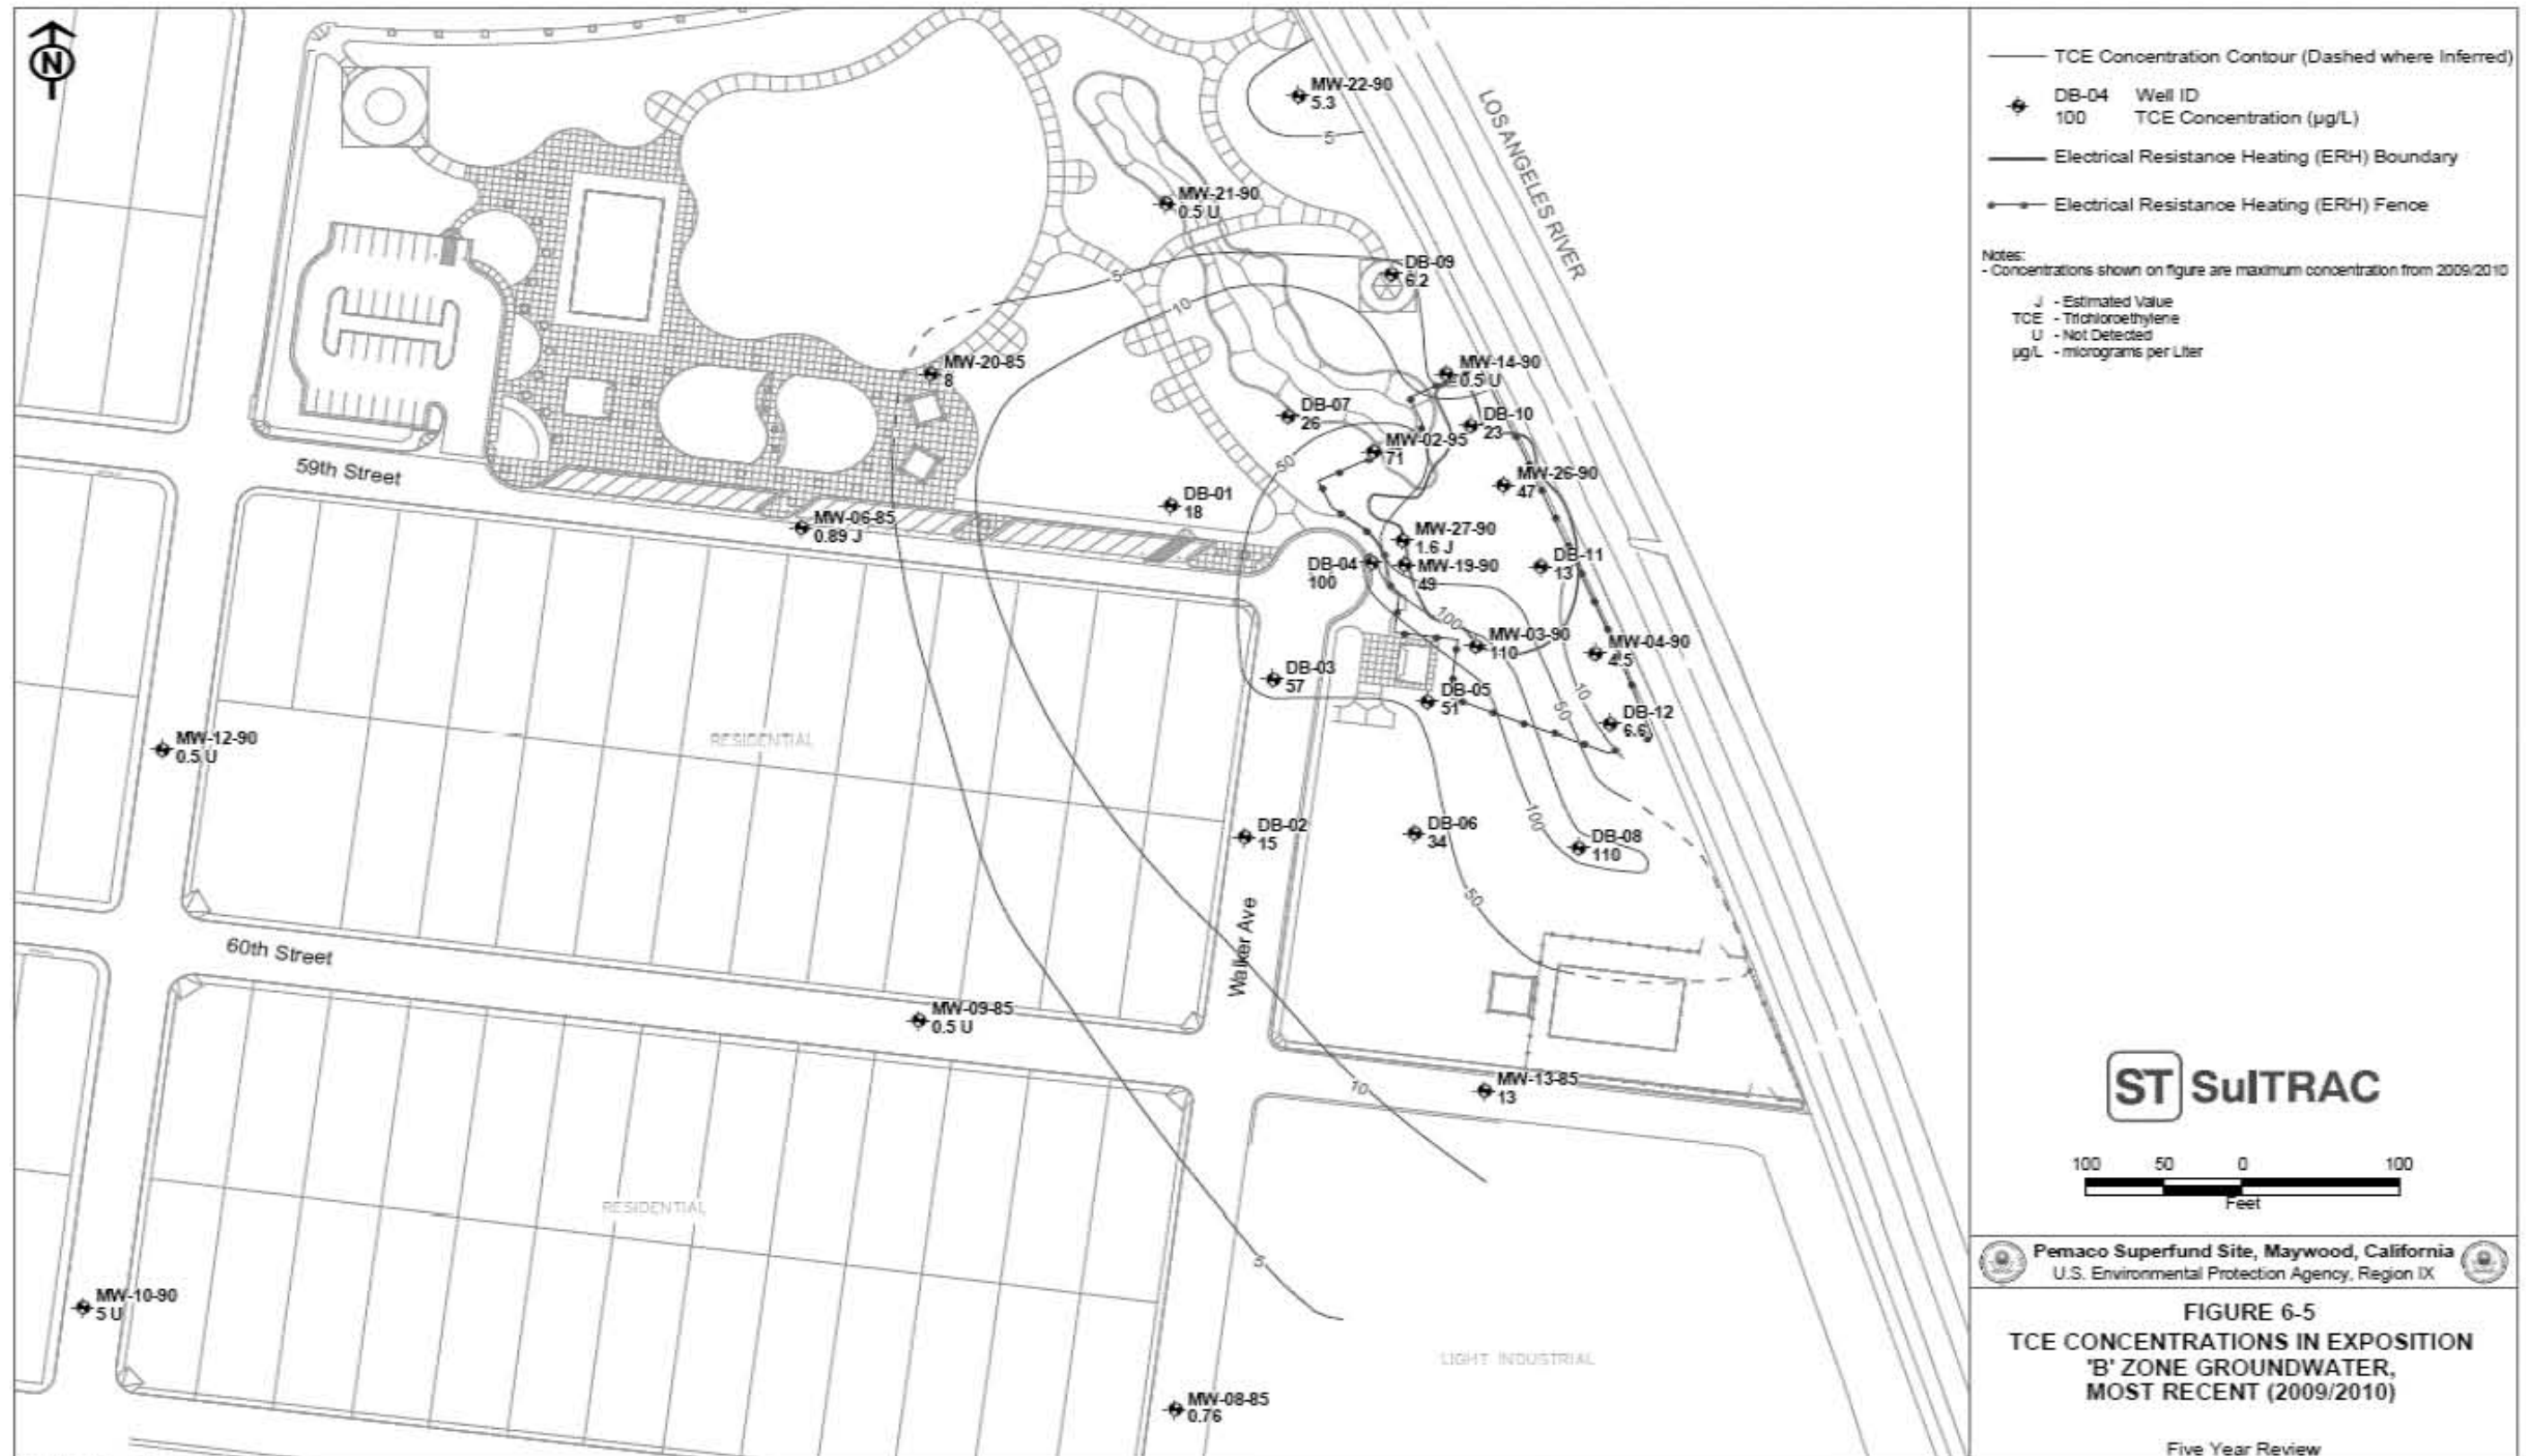 N
TCE Concentration Contour (Dashed where Inferred)
DB-04 Well ID
100 TCE Concentration (µg/L)
Electrical Resistance Heating (ERH) Boundary
Electrical Resistance Heating (ERH) Fence
Notes:
- Concentrations shown on figure are maximum concentration from 2009/2010
J - Estimated Value
TCE - Trichloroethylene
U - Not Detected
µg/L - micrograms per Liter
LOS ANGELES RIVER
MW-22-90
5.3
5
MW-21-90
0.5 U
DB-09
6.2
5
10
MW-20-85
8
MW-14-90
0.5 U
DB-07
26
DB-10
23
MW-02-95
71
50
59th Street
MW-26-90
47
DB-01
18
MW-06-85
0.89 J
MW-27-90
1.6 J
DB-04
100
MW-19-90
49
DB-11
13
100
MW-03-90
110
MW-04-90
4.5
DB-03
57
DB-05
51
10
50
DB-12
6.6
RESIDENTIAL
MW-12-90
0.5 U
DB-02
15
DB-06
34
100
DB-08
110
50
Walker Ave
60th Street
MW-09-85
0.5 U
10
MW-13-85
13
RESIDENTIAL
5
MW-10-90
5 U
LIGHT INDUSTRIAL
MW-08-85
0.76
ST SulTRAC
100 50 0 100
Feet
Pemaco Superfund Site, Maywood, California
U.S. Environmental Protection Agency, Region IX
FIGURE 6-5
TCE CONCENTRATIONS IN EXPOSITION
'B' ZONE GROUNDWATER,
MOST RECENT (2009/2010)
Five Year Review